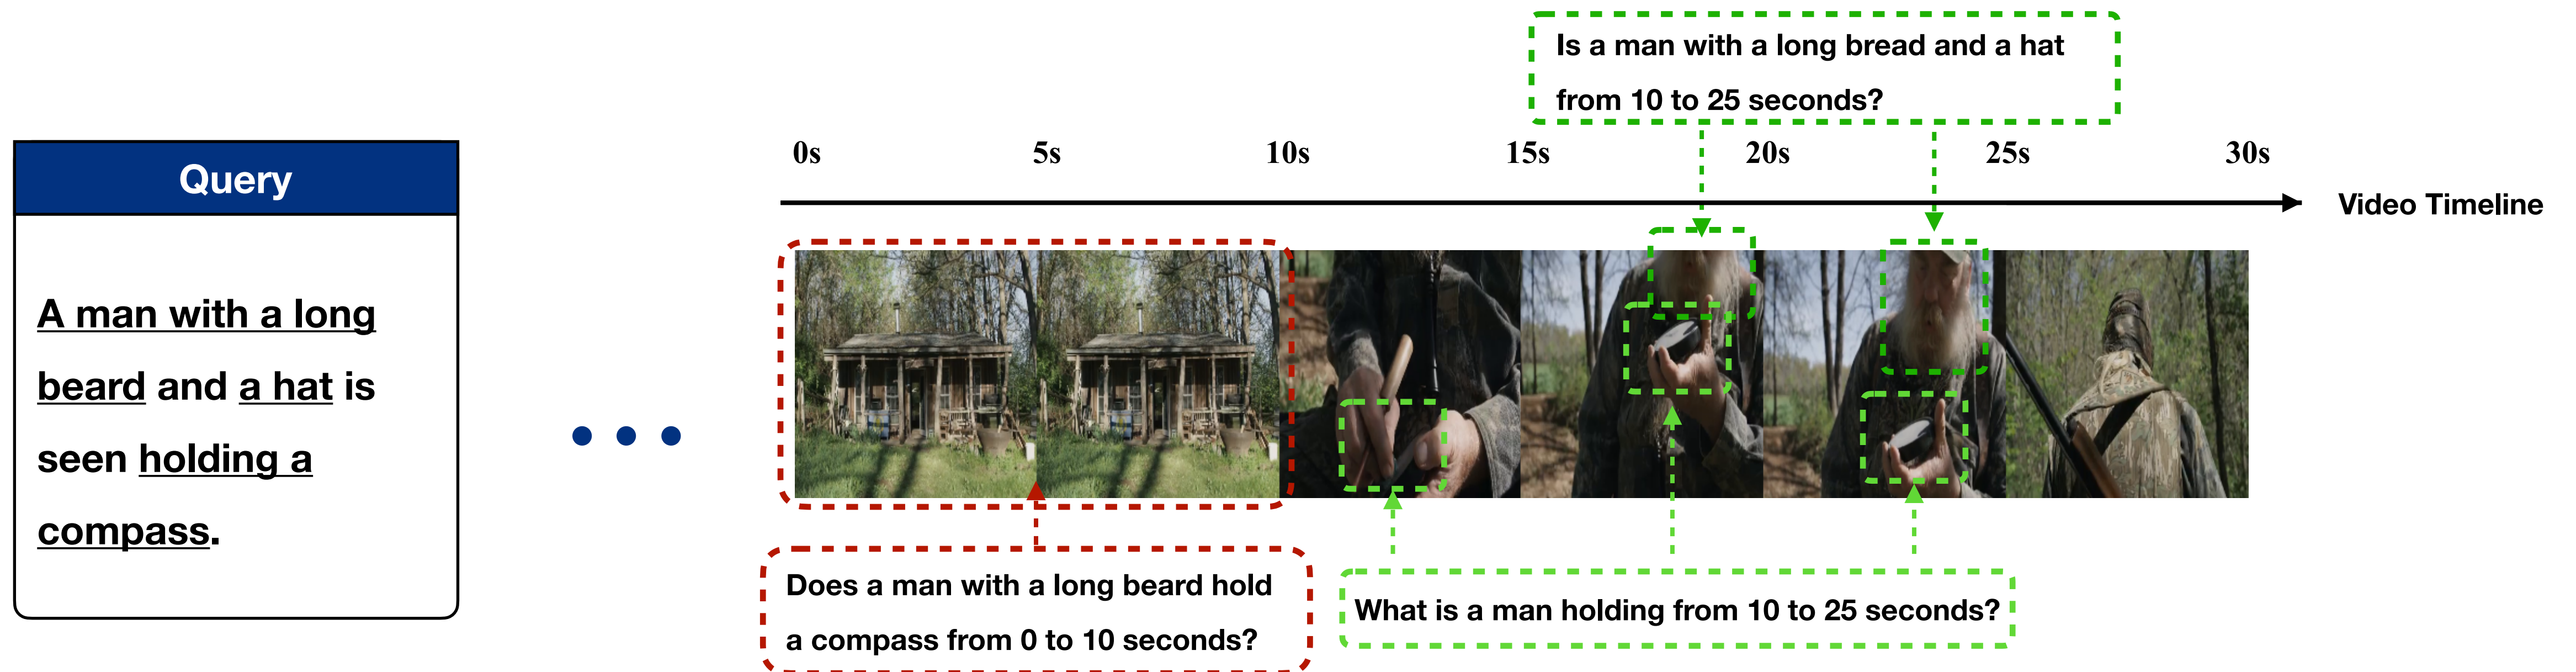 Query
A man with a long
beard and a hat is
seen holding a
compass.
Is a man with a long bread and a hat
from 10 to 25 seconds?
0s 5s 10s 15s 20s 25s 30s
Video Timeline
Does a man with a long beard hold
a compass from 0 to 10 seconds?
What is a man holding from 10 to 25 seconds?